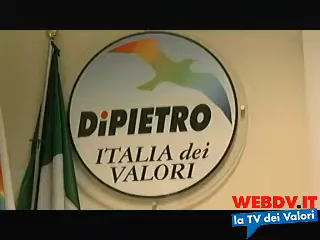 DiPIETRO
ITALIA dei
VALORI
WEBDV.IT
la TV dei Valori